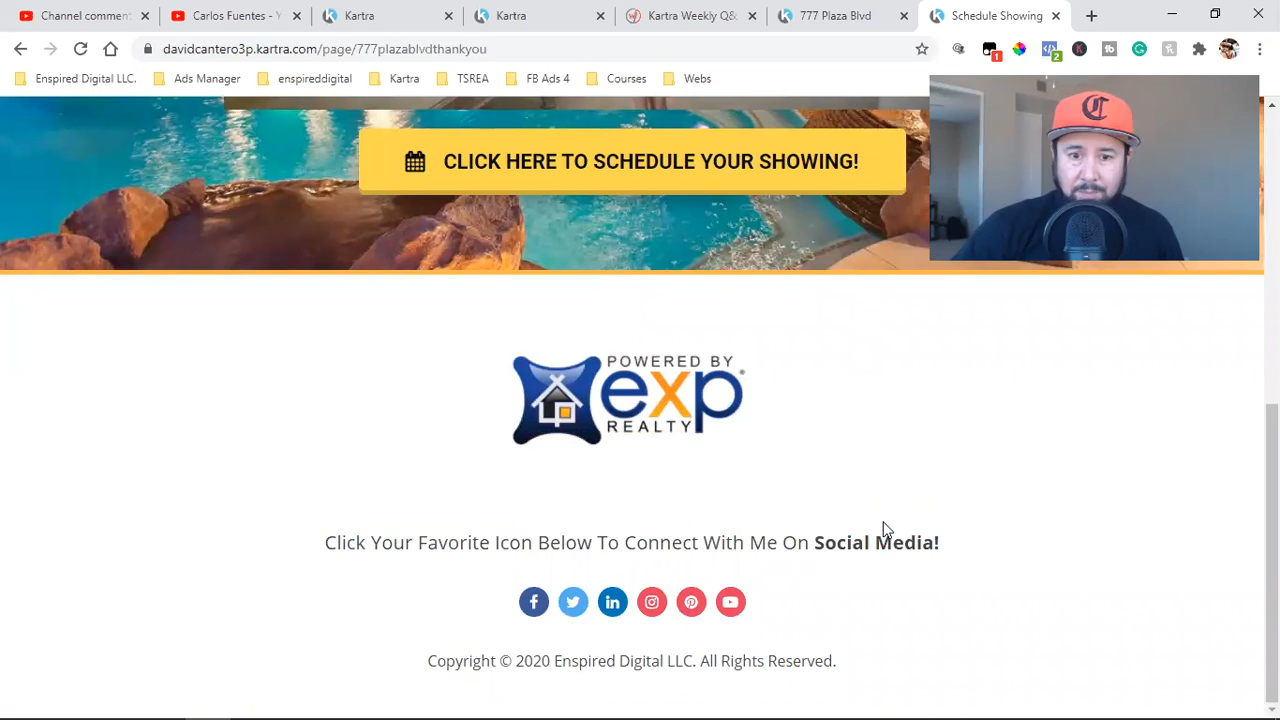 Channel comment
Carlos Fuentes - Y
Kartra
Kartra
Kartra Weekly Q&
777 Plaza Blvd
Schedule Showing
davidcantero3p.kartra.com/page/777plazablvdthankyou
1
2
Enspired Digital LLC.
Ads Manager
enspireddigital
Kartra
TSREA
FB Ads 4
Courses
Webs
C
CLICK HERE TO SCHEDULE YOUR SHOWING!
POWERED BY
exp®
REALTY
Click Your Favorite Icon Below To Connect With Me On Social Media!
Copyright © 2020 Enspired Digital LLC. All Rights Reserved.